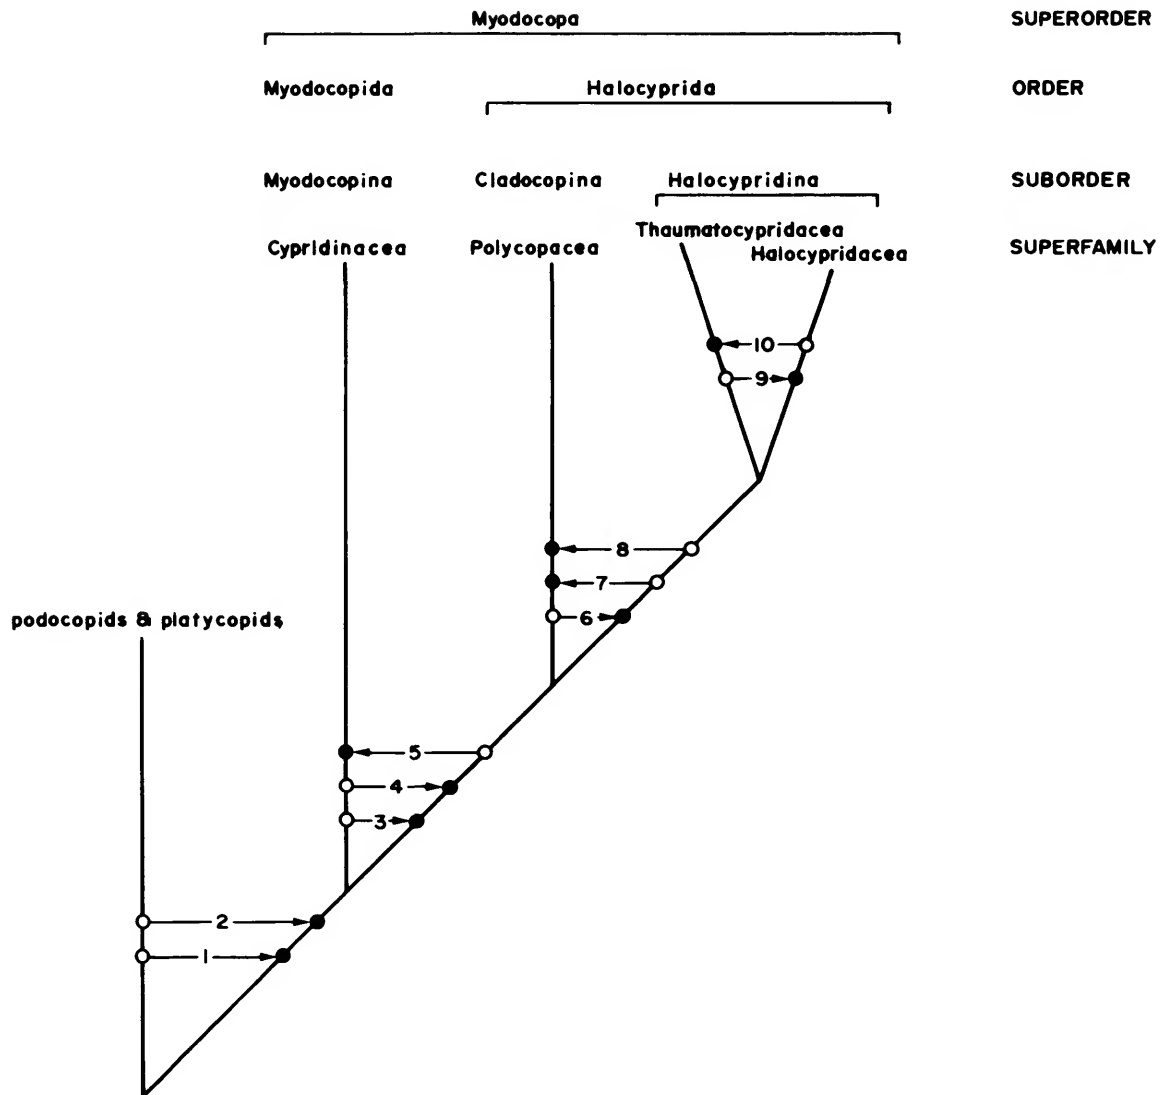 Myodocopa SUPERORDER
Myodocopida Halocyprida ORDER
Myodocopina Cladocopina Halocypridina SUBORDER
Thaumatocypridacea
Cypridinacea Polycopacea Halocypridacea SUPERFAMILY
10
9
8
7
6
podocopids & platycopids
5
4
3
2
1